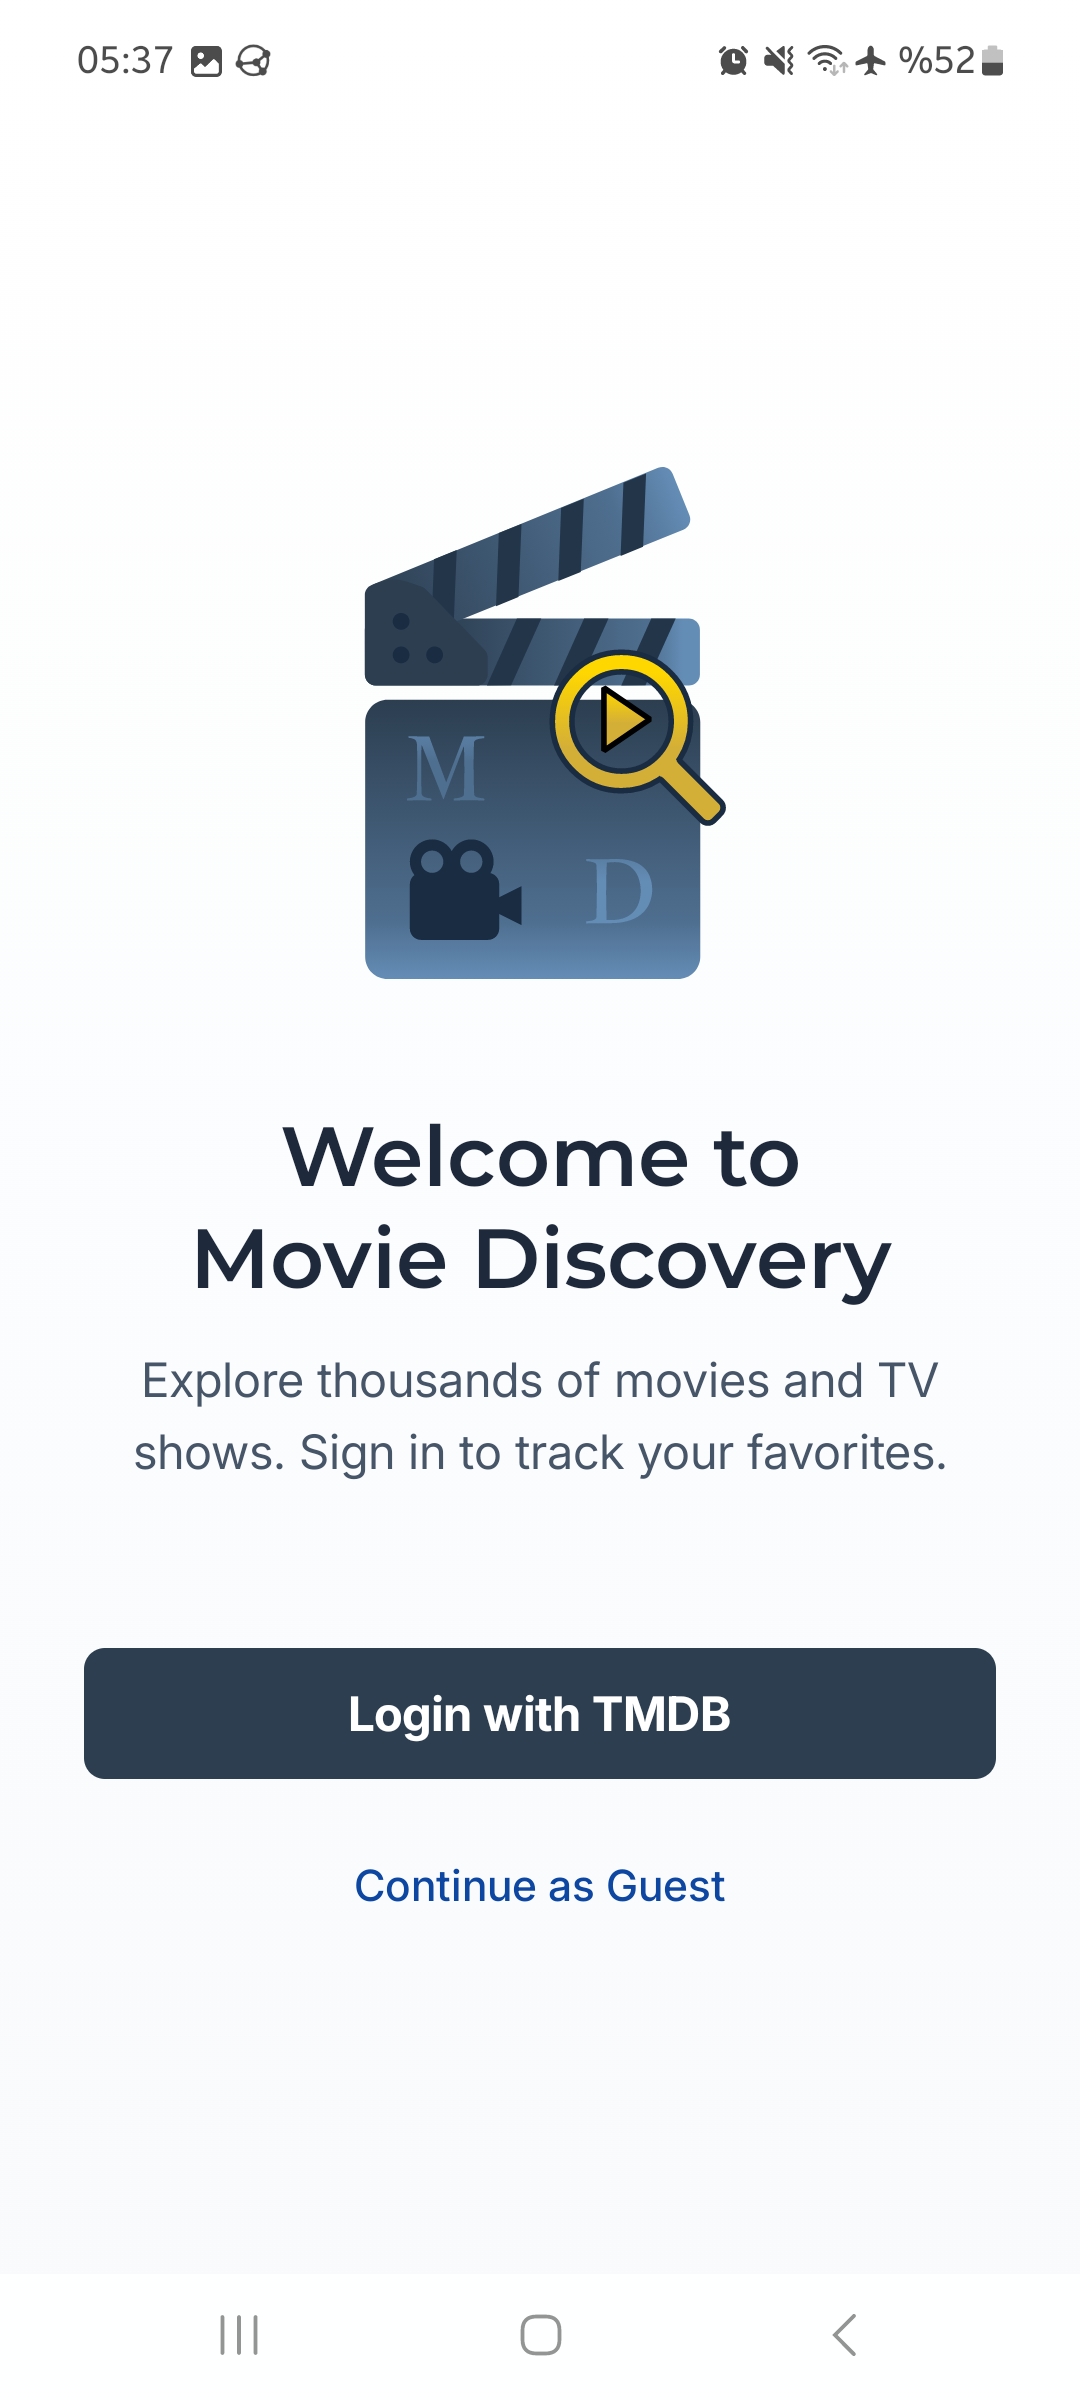 05:37
%52
M
D
Welcome to
Movie Discovery
Explore thousands of movies and TV
shows. Sign in to track your favorites.
Login with TMDB
Continue as Guest